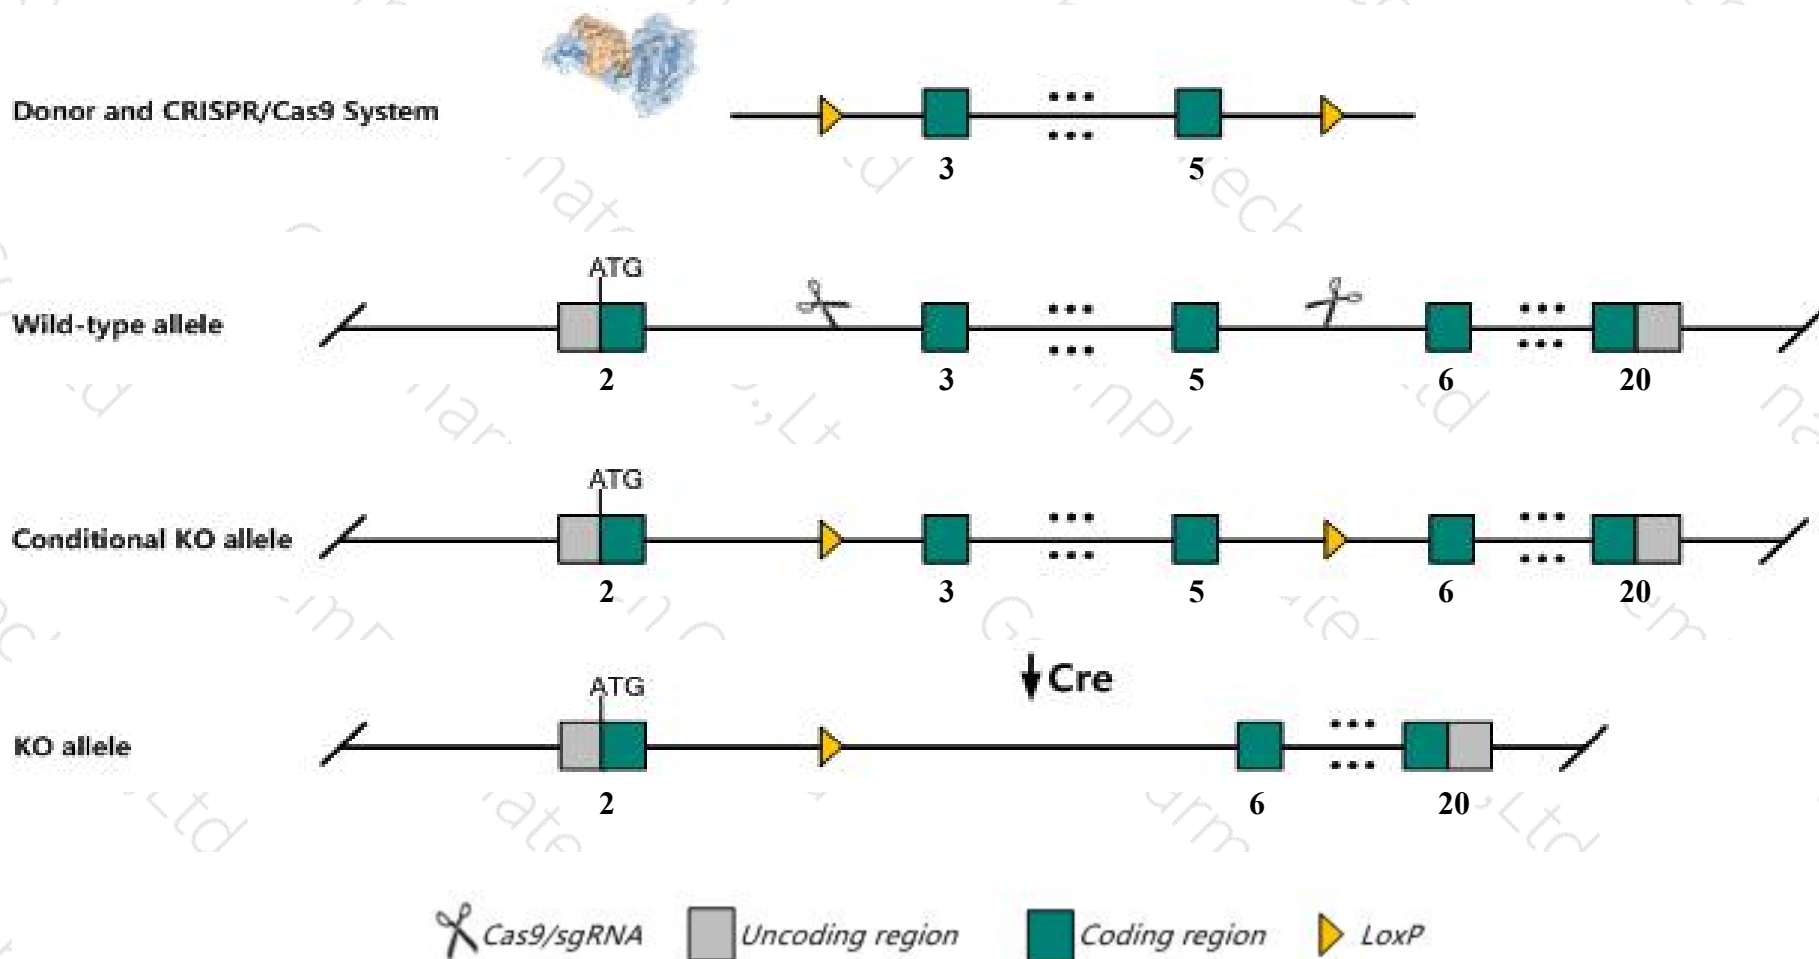 Donor and CRISPR/Cas9 System
3 5
ATG
Wild-type allele
2 3 5 6 20
ATG
Conditional KO allele
2 3 5 6 20
Cre
ATG
KO allele
2 6 20
Cas9/sgRNA Uncoding region Coding region LoxP